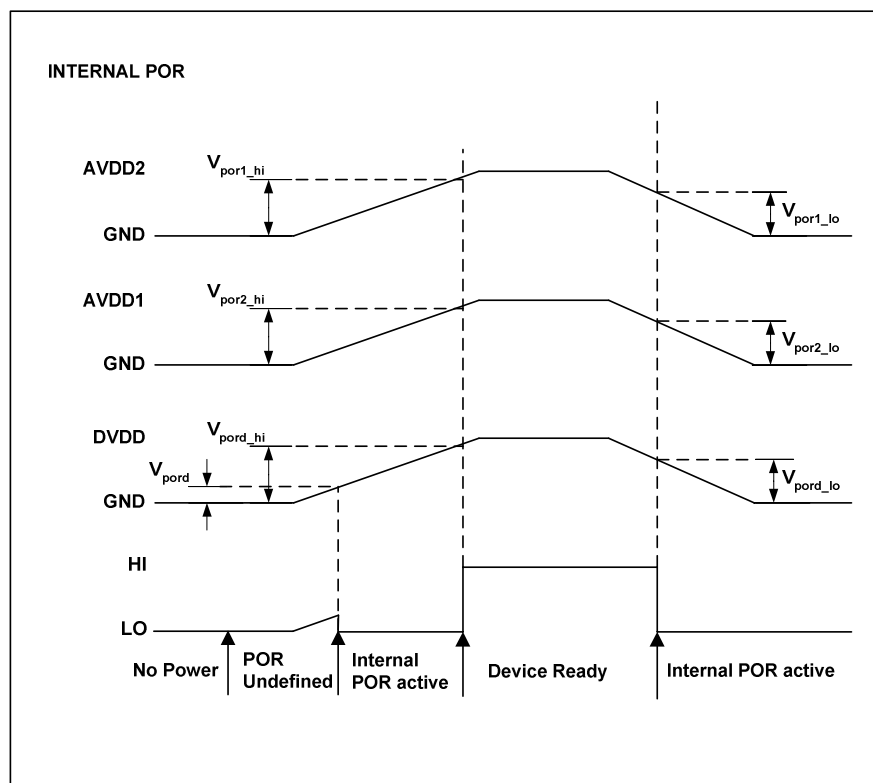 INTERNAL POR
AVDD2
Vpor1_hi
GND
Vpor1_lo
AVDD1
Vpor2_hi
GND
Vpor2_lo
DVDD
Vpord_hi
Vpord
GND
Vpord_lo
HI
LO
No Power
POR
Undefined
Internal
POR active
Device Ready
Internal POR active